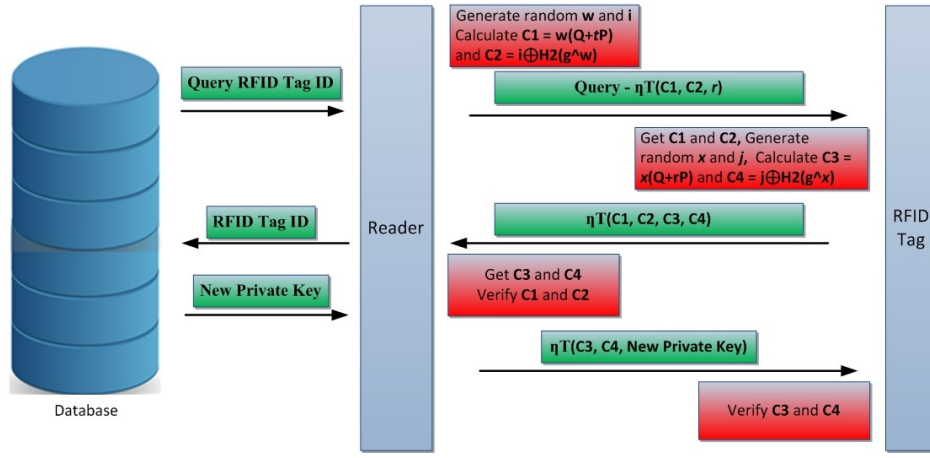 Generate random w and i
Calculate C1 = w(Q+tP)
and C2 = i⊕H2(g^w)
Query RFID Tag ID
Query - ηT(C1, C2, r)
Get C1 and C2, Generate
random x and j, Calculate C3 =
x(Q+rP) and C4 = j⊕H2(g^x)
RFID Tag ID
ηT(C1, C2, C3, C4)
Reader
RFID
Tag
Get C3 and C4
Verify C1 and C2
New Private Key
ηT(C3, C4, New Private Key)
Verify C3 and C4
Database